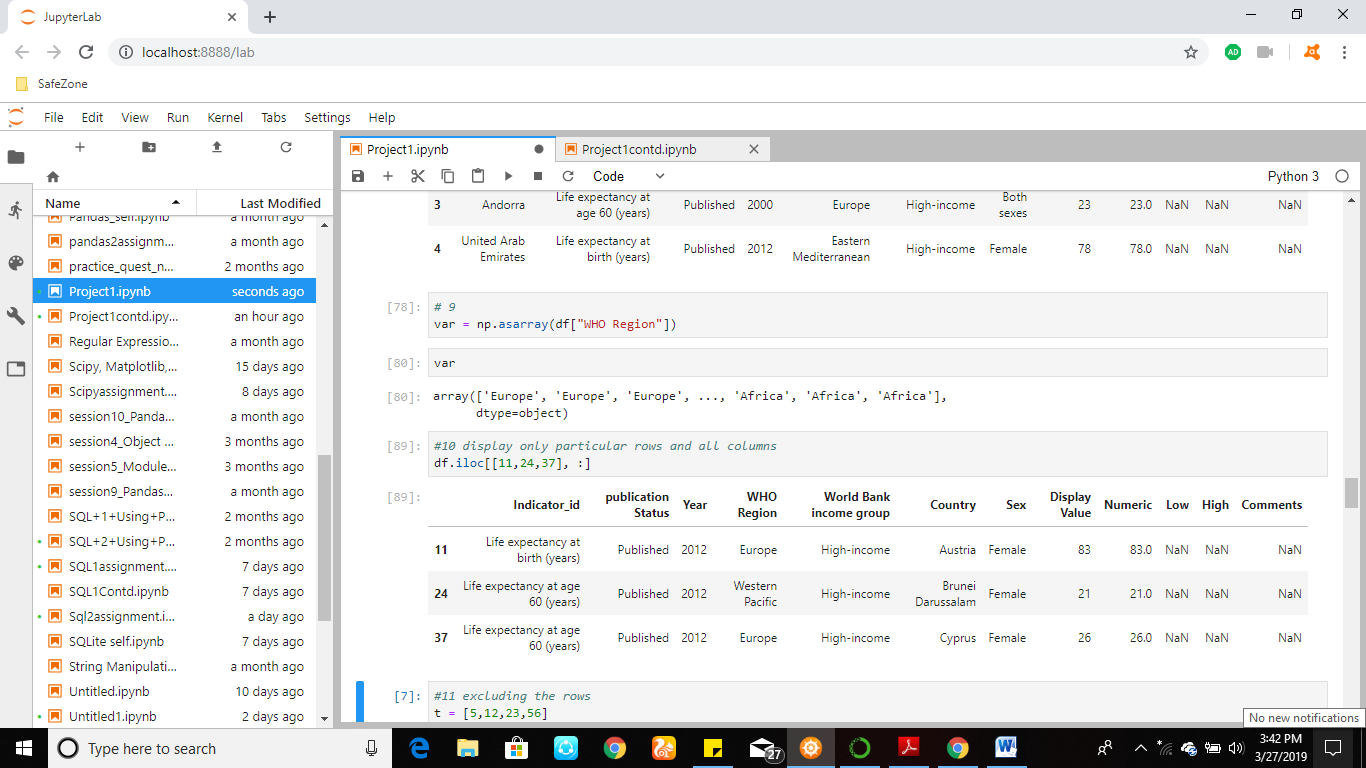 JupyterLab
localhost:8888/lab
AD
SafeZone
File Edit View Run Kernel Tabs Settings Help
Name Last Modified
Pandas_self.ipynb a month ago
pandas2assignm... a month ago
practice_quest_n... 2 months ago
Project1.ipynb seconds ago
Project1contd.ipy... an hour ago
Regular Expressio... a month ago
Scipy, Matplotlib,... 15 days ago
Scipyassignment.... 8 days ago
session10_Panda... a month ago
session4_Object ... 3 months ago
session5_Module... 3 months ago
session9_Pandas... a month ago
SQL+1+Using+P... 2 months ago
SQL+2+Using+P... 2 months ago
SQL1assignment.... 7 days ago
SQL1Contd.ipynb 7 days ago
Sql2assignment.i... a day ago
SQLite self.ipynb 7 days ago
String Manipulati... a month ago
Untitled.ipynb 10 days ago
Untitled1.ipynb 2 days ago
Project1.ipynb Project1contd.ipynb
Code Python 3
3 Andorra Life expectancy at age 60 (years) Published 2000 Europe High-income Both sexes 23 23.0 NaN NaN NaN
4 United Arab Emirates Life expectancy at birth (years) Published 2012 Eastern Mediterranean High-income Female 78 78.0 NaN NaN NaN
[78]: # 9
var = np.asarray(df["WHO Region"])
[80]: var
[80]: array(['Europe', 'Europe', 'Europe', ..., 'Africa', 'Africa', 'Africa'],
dtype=object)
[89]: #10 display only particular rows and all columns
df.iloc[[11,24,37], :]
[89]: Indicator_id publication Status Year WHO Region World Bank income group Country Sex Display Value Numeric Low High Comments
11 Life expectancy at birth (years) Published 2012 Europe High-income Austria Female 83 83.0 NaN NaN NaN
24 Life expectancy at age 60 (years) Published 2012 Western Pacific High-income Brunei Darussalam Female 21 21.0 NaN NaN NaN
37 Life expectancy at age 60 (years) Published 2012 Europe High-income Cyprus Female 26 26.0 NaN NaN NaN
[7]: #11 excluding the rows
t = [5,12,23,56]
No new notifications
Type here to search
27
3:42 PM
3/27/2019